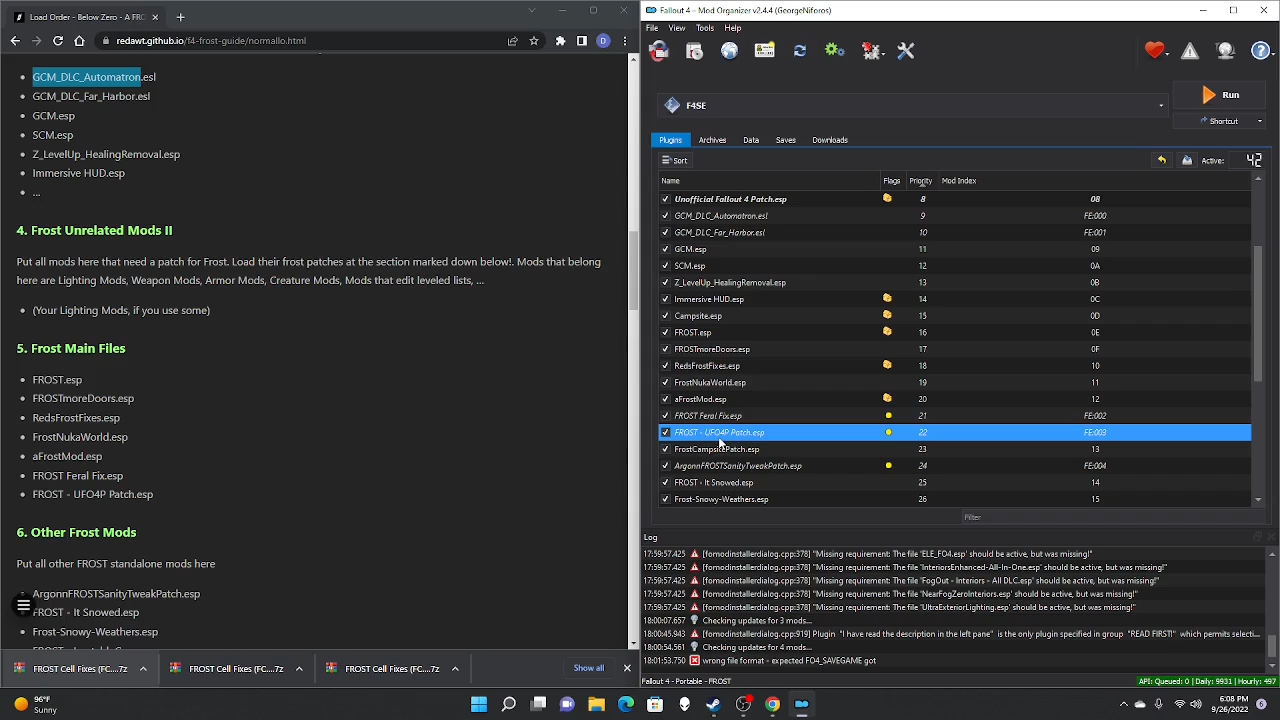 Load Order - Below Zero - A FRO
redawt.github.io/f4-frost-guide/normallo.html
D
GCM_DLC_Automatron.esl
GCM_DLC_Far_Harbor.esl
GCM.esp
SCM.esp
Z_LevelUp_HealingRemoval.esp
Immersive HUD.esp
...
4. Frost Unrelated Mods II
Put all mods here that need a patch for Frost. Load their frost patches at the section marked down below!. Mods that belong
here are Lighting Mods, Weapon Mods, Armor Mods, Creature Mods, Mods that edit leveled lists, ...
(Your Lighting Mods, if you use some)
5. Frost Main Files
FROST.esp
FROSTmoreDoors.esp
RedsFrostFixes.esp
FrostNukaWorld.esp
aFrostMod.esp
FROST Feral Fix.esp
FROST - UFO4P Patch.esp
6. Other Frost Mods
Put all other FROST standalone mods here
ArgonnFROSTSanityTweakPatch.esp
FROST - It Snowed.esp
Frost-Snowy-Weathers.esp
FROST Cell Fixes (FC....7z
FROST Cell Fixes (FC....7z
FROST Cell Fixes (FC....7z
Show all
Fallout 4 - Mod Organizer v2.4.4 (GeorgeNiforos)
File View Tools Help
F4SE
Run
Shortcut
Plugins Archives Data Saves Downloads
Sort
Active: 42
Name Flags Priority Mod Index
Unofficial Fallout 4 Patch.esp 8 08
GCM_DLC_Automatron.esl 9 FE:000
GCM_DLC_Far_Harbor.esl 10 FE:001
GCM.esp 11 09
SCM.esp 12 0A
Z_LevelUp_HealingRemoval.esp 13 0B
Immersive HUD.esp 14 0C
Campsite.esp 15 0D
FROST.esp 16 0E
FROSTmoreDoors.esp 17 0F
RedsFrostFixes.esp 18 10
FrostNukaWorld.esp 19 11
aFrostMod.esp 20 12
FROST Feral Fix.esp 21 FE:002
FROST - UFO4P Patch.esp 22 FE:003
FrostCampsitePatch.esp 23 13
ArgonnFROSTSanityTweakPatch.esp 24 FE:004
FROST - It Snowed.esp 25 14
Frost-Snowy-Weathers.esp 26 15
Filter
Log
17:59:57.425 [fomodinstallerdialog.cpp:378] "Missing requirement: The file 'ELE_FO4.esp' should be active, but was missing!"
17:59:57.425 [fomodinstallerdialog.cpp:378] "Missing requirement: The file 'InteriorsEnhanced-All-In-One.esp' should be active, but was missing!"
17:59:57.425 [fomodinstallerdialog.cpp:378] "Missing requirement: The file 'FogOut - Interiors - All DLC.esp' should be active, but was missing!"
17:59:57.425 [fomodinstallerdialog.cpp:378] "Missing requirement: The file 'NearFogZeroInteriors.esp' should be active, but was missing!"
17:59:57.425 [fomodinstallerdialog.cpp:378] "Missing requirement: The file 'UltraExteriorLighting.esp' should be active, but was missing!"
18:00:07.657 Checking updates for 3 mods...
18:00:45.943 [fomodinstallerdialog.cpp:919] Plugin "I have read the description in the left pane" is the only plugin specified in group "READ FIRST!" which permits selecti...
18:00:54.561 Checking updates for 4 mods...
18:01:53.750 wrong file format - expected FO4_SAVEGAME got
Fallout 4 - Portable - FROST
API: Queued: 0 | Daily: 9931 | Hourly: 497
96°F
Sunny
6:08 PM
9/26/2022